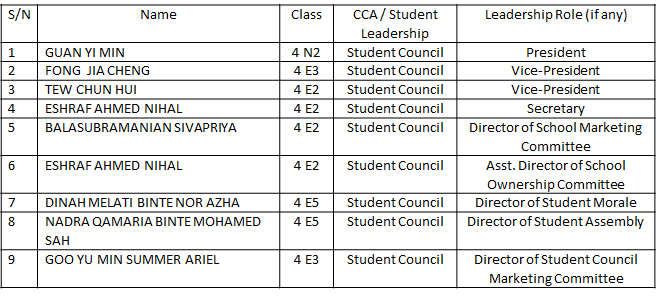 S/N Name Class CCA / Student Leadership Role (if any)
Leadership
1 GUAN YI MIN 4 N2 Student Council President
2 FONG JIA CHENG 4 E3 Student Council Vice-President
3 TEW CHUN HUI 4 E2 Student Council Vice-President
4 ESHRAF AHMED NIHAL 4 E2 Student Council Secretary
5 BALASUBRAMANIAN SIVAPRIYA 4 E2 Student Council Director of School Marketing
Committee
6 ESHRAF AHMED NIHAL 4 E2 Student Council Asst. Director of School
Ownership Committee
7 DINAH MELATI BINTE NOR AZHA 4 E5 Student Council Director of Student Morale
8 NADRA QAMARIA BINTE MOHAMED 4 E5 Student Council Director of Student Assembly
SAH
9 GOO YU MIN SUMMER ARIEL 4 E3 Student Council Director of Student Council
Marketing Committee